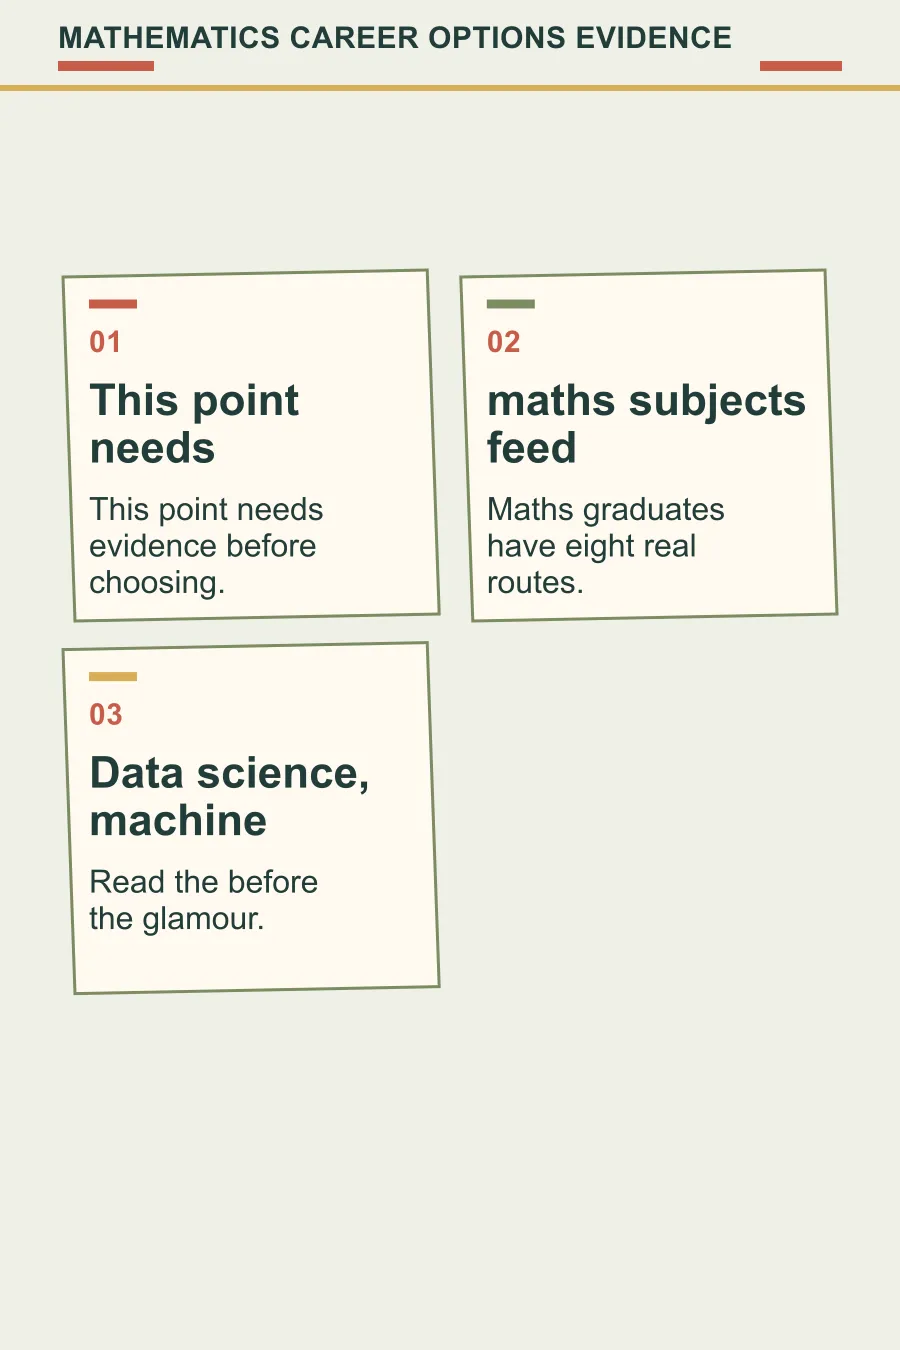 MATHEMATICS CAREER OPTIONS EVIDENCE
01
This point
needs
This point needs
evidence before
choosing.
02
maths subjects
feed
Maths graduates
have eight real
routes.
03
Data science,
machine
Read the before
the glamour.